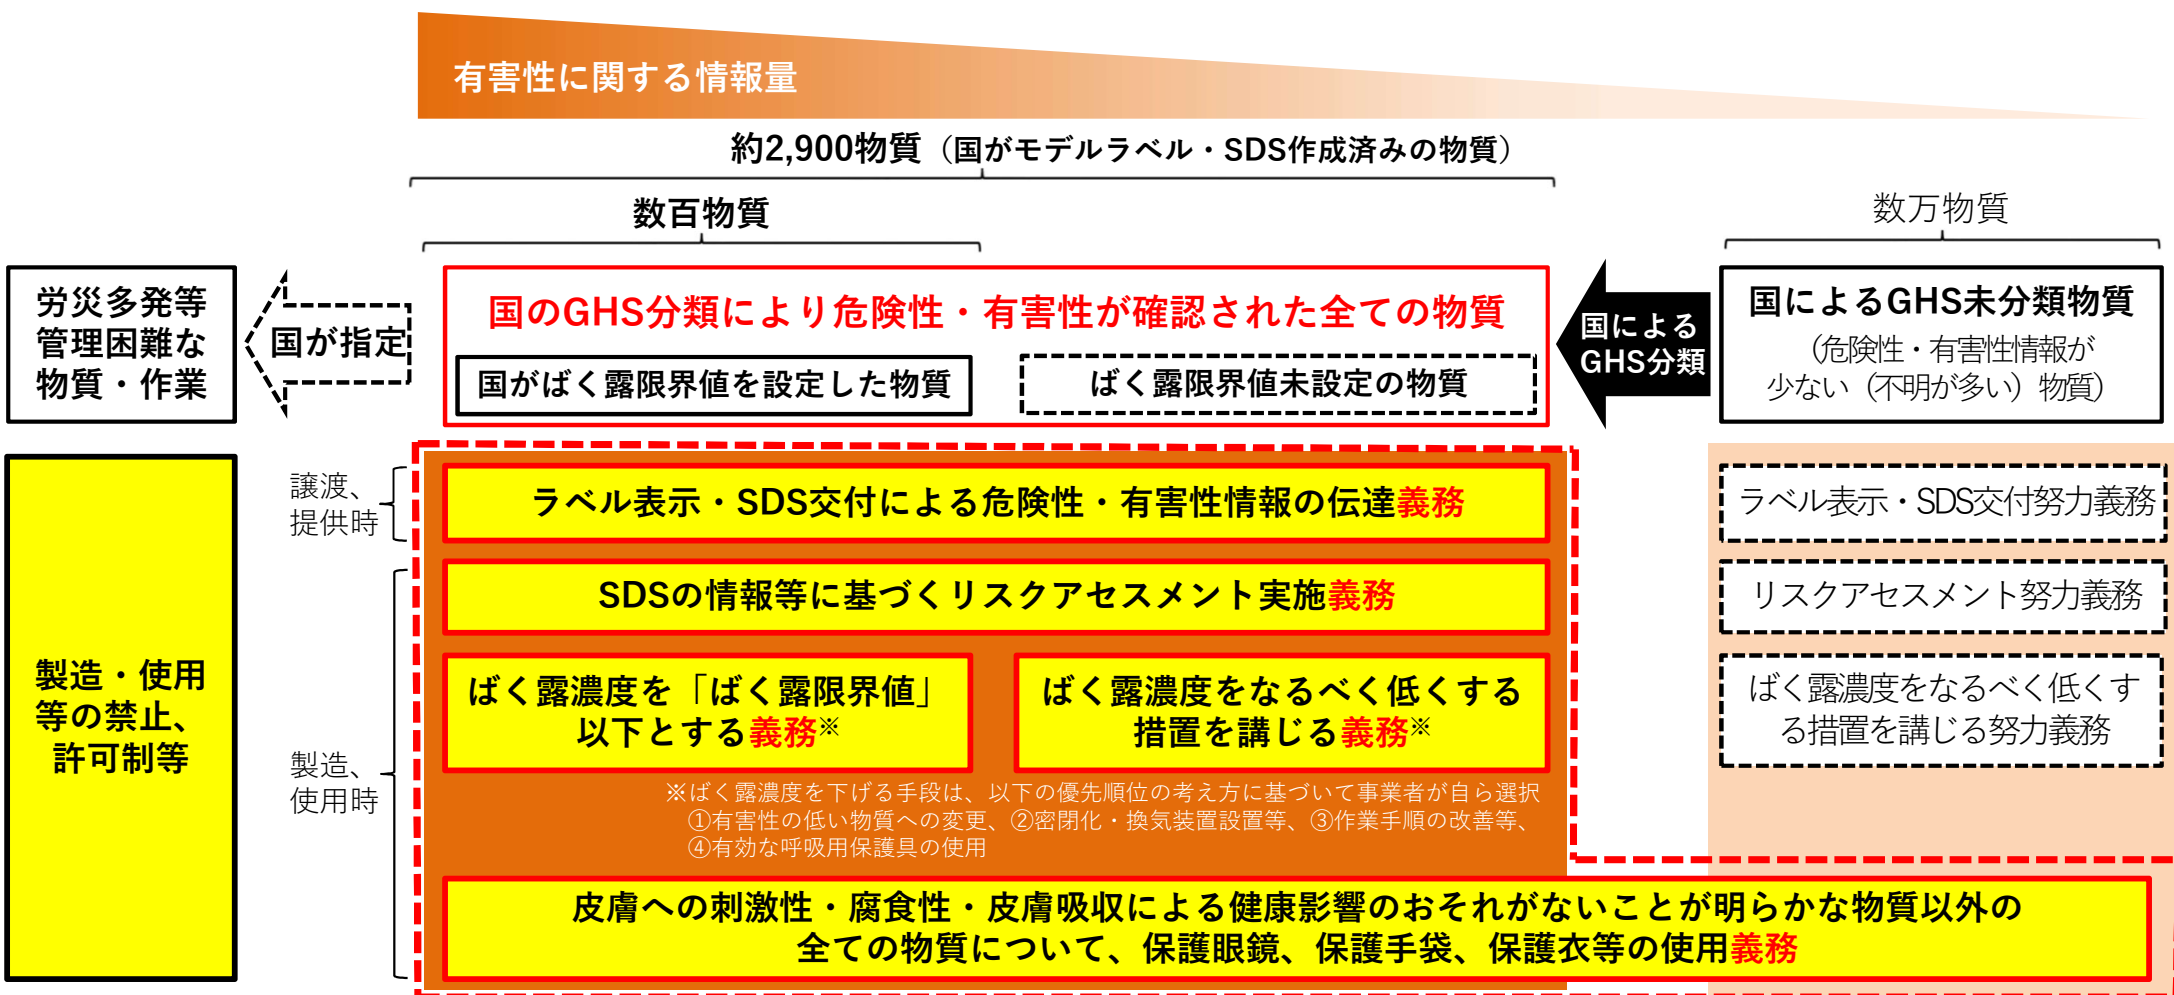 有害性に関する情報量
約2,900物質（国がモデルラベル・SDS作成済みの物質）
数百物質
数万物質
労災多発等
管理困難な
物質・作業
国が指定
国のGHS分類により危険性・有害性が確認された全ての物質
国がばく露限界値を設定した物質
ばく露限界値未設定の物質
国による
GHS分類
国によるGHS未分類物質
（危険性・有害性情報が
少ない（不明が多い）物質）
製造・使用
等の禁止、
許可制等
譲渡、
提供時
ラベル表示・SDS交付による危険性・有害性情報の伝達義務
ラベル表示・SDS交付努力義務
製造、
使用時
SDSの情報等に基づくリスクアセスメント実施義務
リスクアセスメント努力義務
ばく露濃度を「ばく露限界値」
以下とする義務※
ばく露濃度をなるべく低くする
措置を講じる義務※
ばく露濃度をなるべく低くす
る措置を講じる努力義務
※ばく露濃度を下げる手段は、以下の優先順位の考え方に基づいて事業者が自ら選択
①有害性の低い物質への変更、②密閉化・換気装置設置等、③作業手順の改善等、
④有効な呼吸用保護具の使用
皮膚への刺激性・腐食性・皮膚吸収による健康影響のおそれがないことが明らかな物質以外の
全ての物質について、保護眼鏡、保護手袋、保護衣等の使用義務